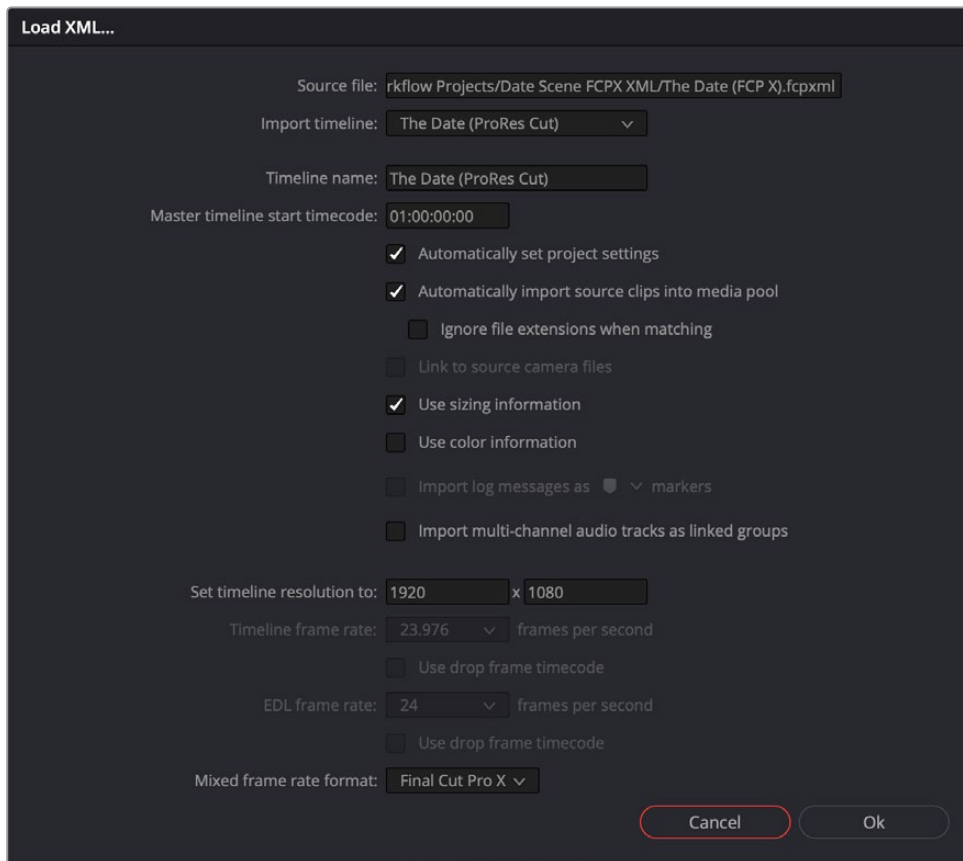 Load XML...
Source file: rkflow Projects/Date Scene FCPX XML/The Date (FCP X).fcpxml
Import timeline: The Date (ProRes Cut)
Timeline name: The Date (ProRes Cut)
Master timeline start timecode: 01:00:00:00
Automatically set project settings
Automatically import source clips into media pool
Ignore file extensions when matching
Link to source camera files
Use sizing information
Use color information
Import log messages as markers
Import multi-channel audio tracks as linked groups
Set timeline resolution to: 1920 x 1080
Timeline frame rate: 23.976 frames per second
Use drop frame timecode
EDL frame rate: 24 frames per second
Use drop frame timecode
Mixed frame rate format: Final Cut Pro X
Cancel Ok